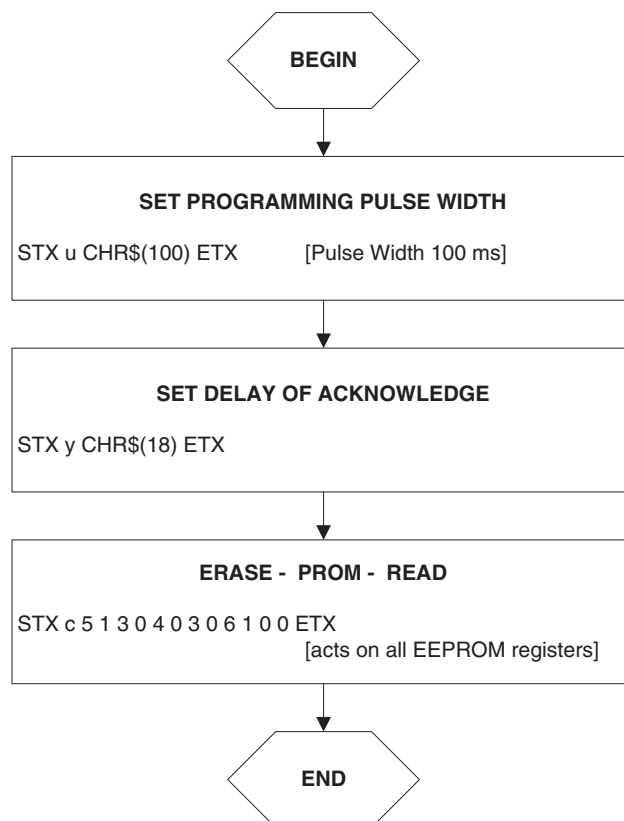 BEGIN
SET PROGRAMMING PULSE WIDTH
STX u CHR$(100) ETX [Pulse Width 100 ms]
SET DELAY OF ACKNOWLEDGE
STX y CHR$(18) ETX
ERASE - PROM - READ
STX c 5 1 3 0 4 0 3 0 6 1 0 0 ETX
[acts on all EEPROM registers]
END